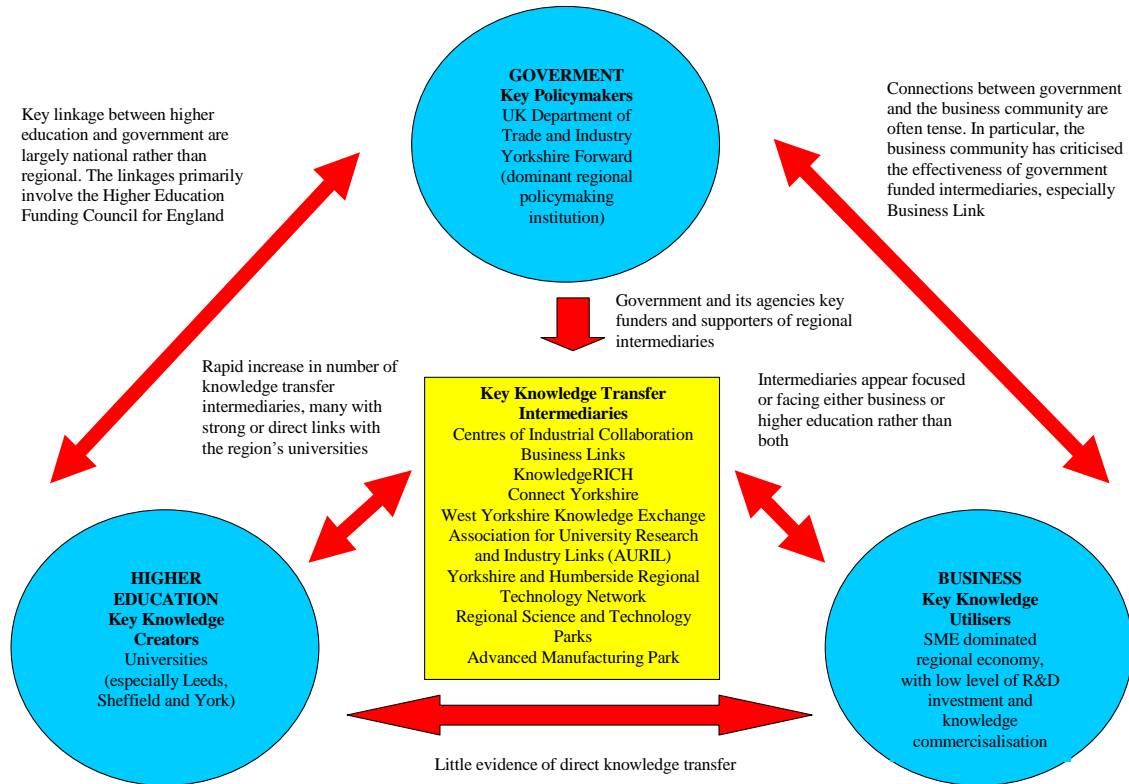 GOVERMENT
Key Policymakers
UK Department of
Trade and Industry
Yorkshire Forward
(dominant regional
policymaking
institution)
Key linkage between higher
education and government are
largely national rather than
regional. The linkages primarily
involve the Higher Education
Funding Council for England
Connections between government
and the business community are
often tense. In particular, the
business community has criticised
the effectiveness of government
funded intermediaries, especially
Business Link
Government and its agencies key
funders and supporters of regional
intermediaries
Rapid increase in number of
knowledge transfer
intermediaries, many with
strong or direct links with
the region's universities
Key Knowledge Transfer
Intermediaries
Centres of Industrial Collaboration
Business Links
KnowledgeRICH
Connect Yorkshire
West Yorkshire Knowledge Exchange
Association for University Research
and Industry Links (AURIL)
Yorkshire and Humberside Regional
Technology Network
Regional Science and Technology
Parks
Advanced Manufacturing Park
Intermediaries appear focused
or facing either business or
higher education rather than
both
HIGHER
EDUCATION
Key Knowledge
Creators
Universities
(especially Leeds,
Sheffield and York)
BUSINESS
Key Knowledge
Utilisers
SME dominated
regional economy,
with low level of R&D
investment and
knowledge
commercisalisation
Little evidence of direct knowledge transfer